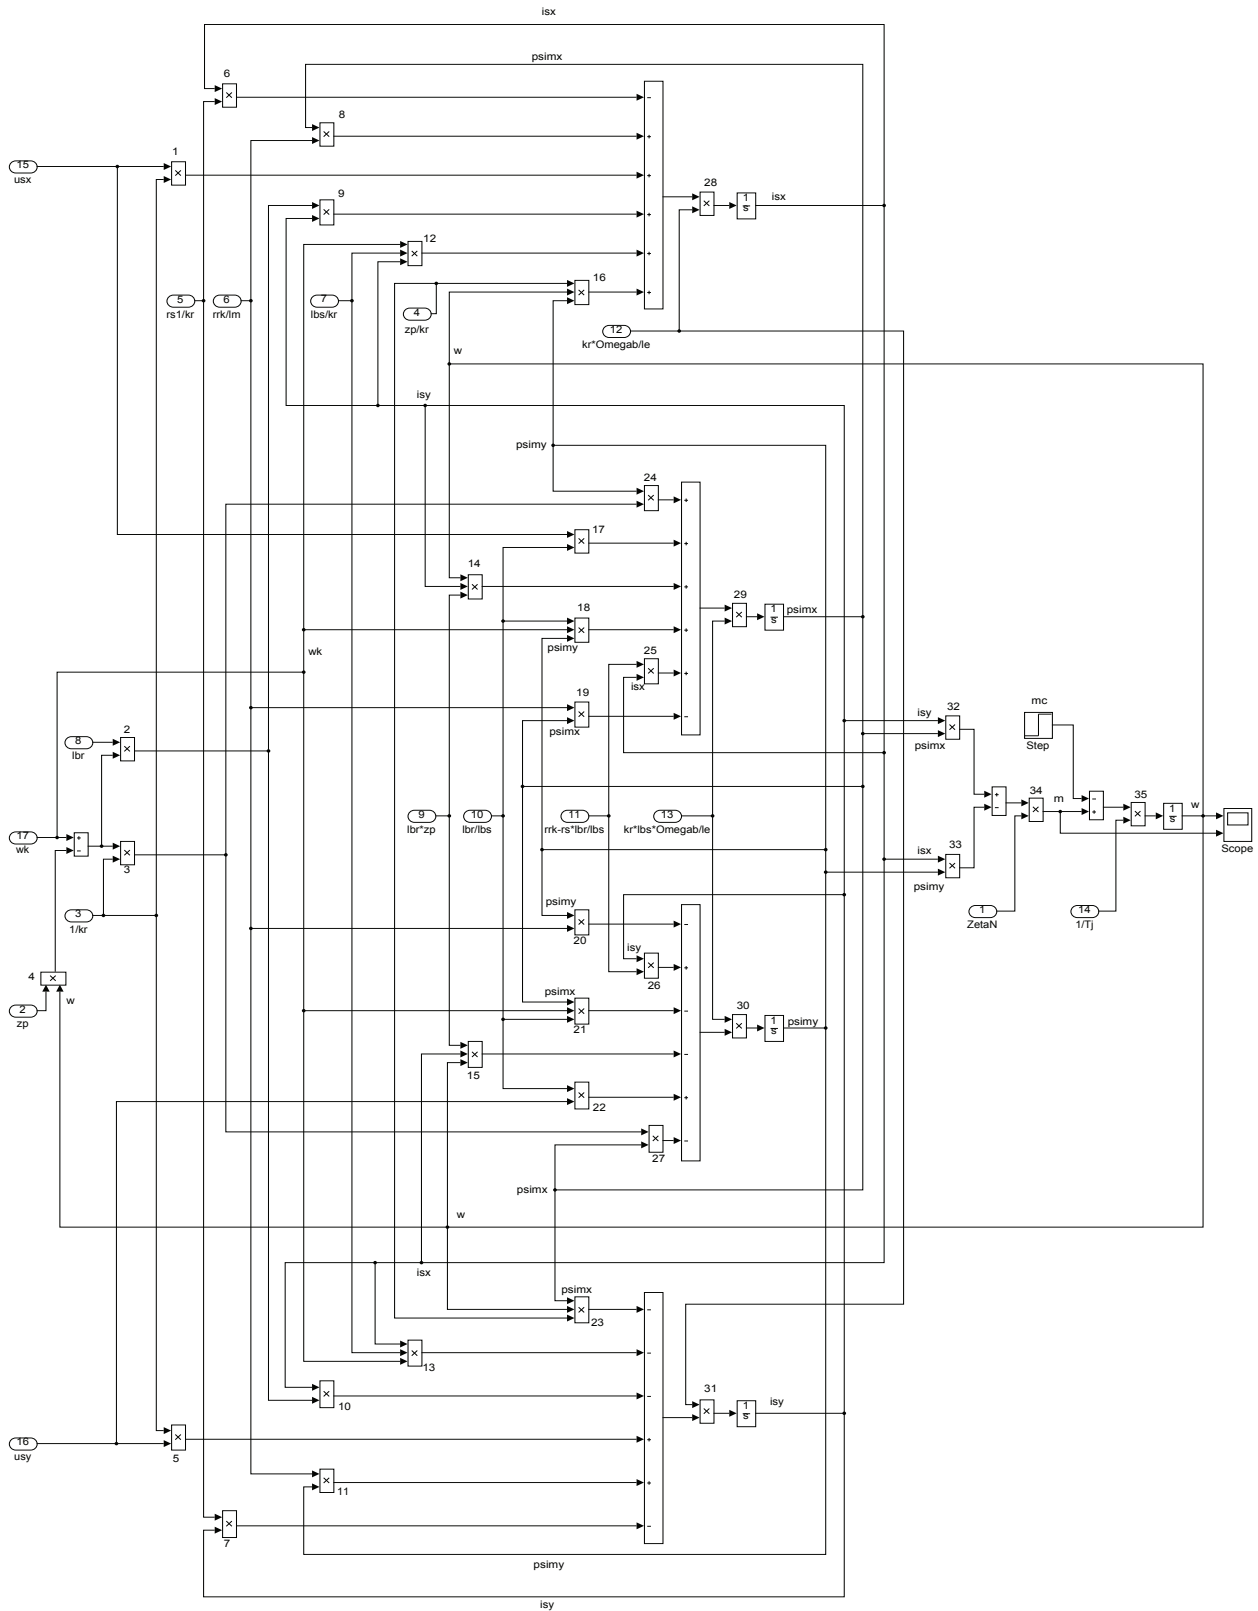 isx
psimx
6
8
1
15
usx
28
1
s
isx
9
12
16
5
rs1/kr
6
rrk/lm
7
lbs/kr
4
zp/kr
12
kr*Omegab/le
w
isy
psimy
24
17
14
29
1
s
psimx
18
psimy
wk
25
isx
19
psimx
mc
32
isy
psimx
Step
2
8
lbr
34
m
35
1
s
w
Scope
9
lbr*zp
10
lbr/lbs
11
rrk-rs*lbr/lbs
13
kr*lbs*Omegab/le
17
wk
3
33
isx
psimy
3
1/kr
1
ZetaN
14
1/Tj
psimy
20
isy
26
4
w
2
zp
psimx
21
30
1
s
psimy
15
22
27
psimx
w
isx
psimx
23
13
31
1
s
isy
10
16
usy
5
11
7
psimy
isy